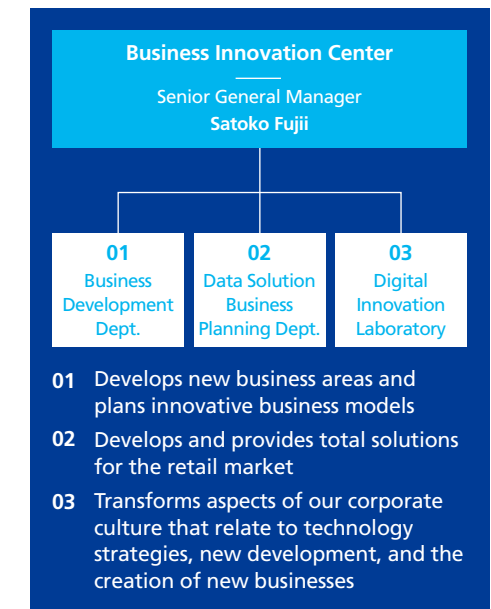 Business Innovation Center
Senior General Manager
Satoko Fujii
01
Business
Development
Dept.
02
Data Solution
Business
Planning Dept.
03
Digital
Innovation
Laboratory
01 Develops new business areas and
plans innovative business models
02 Develops and provides total solutions
for the retail market
03 Transforms aspects of our corporate
culture that relate to technology
strategies, new development, and the
creation of new businesses